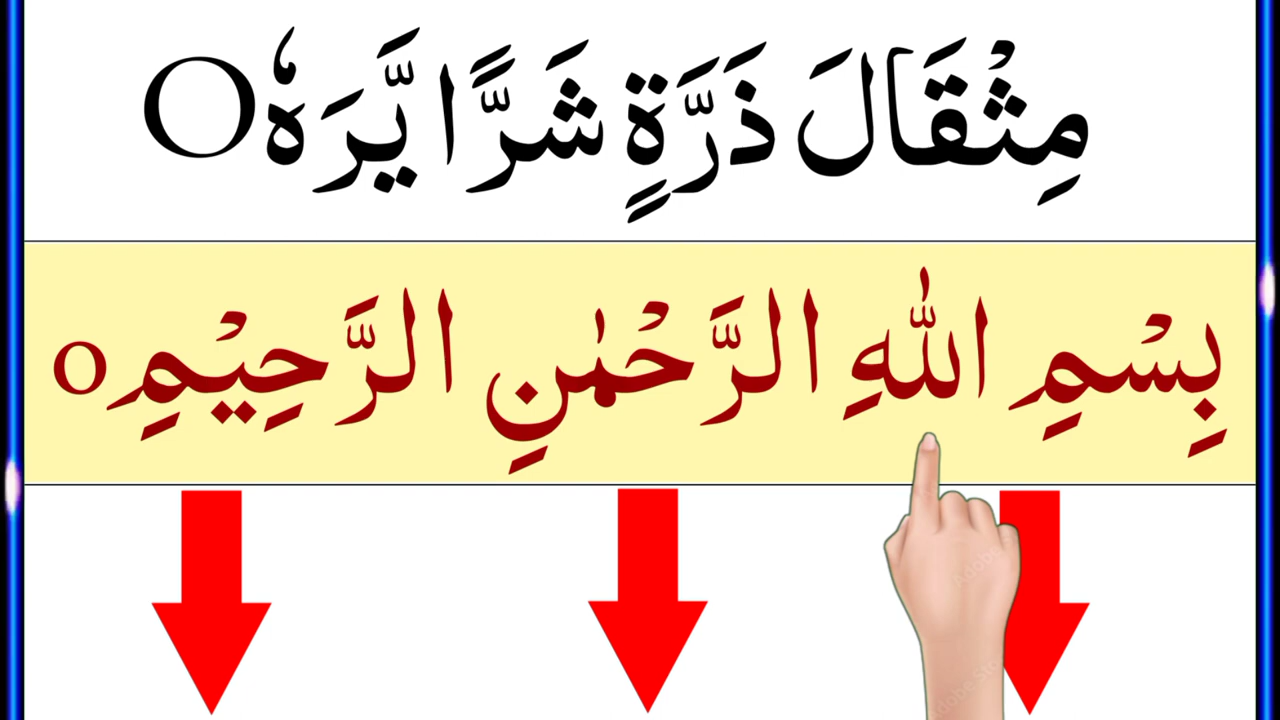 مِثْقَالَ ذَرَّةٍ شَرًّا يَّرَهٗ ○
بِسْمِ اللّٰهِ الرَّحْمٰنِ الرَّحِيْمِ ○